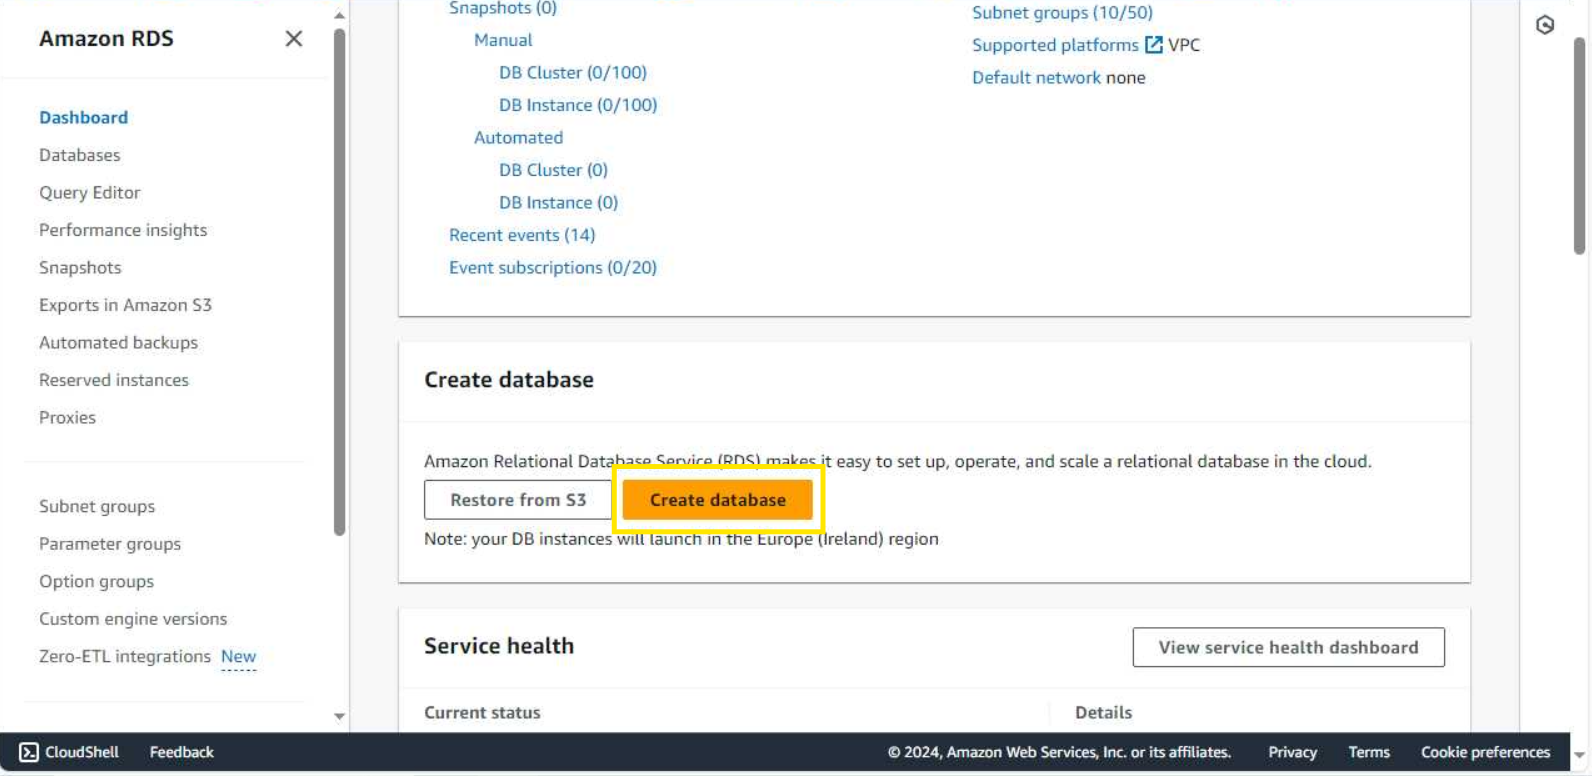 Amazon RDS
Dashboard
Databases
Query Editor
Performance insights
Snapshots
Exports in Amazon S3
Automated backups
Reserved instances
Proxies
Subnet groups
Parameter groups
Option groups
Custom engine versions
Zero-ETL integrations New
Snapshots (0)
Manual
DB Cluster (0/100)
DB Instance (0/100)
Automated
DB Cluster (0)
DB Instance (0)
Recent events (14)
Event subscriptions (0/20)
Subnet groups (10/50)
Supported platforms VPC
Default network none
Create database
Amazon Relational Database Service (RDS) makes it easy to set up, operate, and scale a relational database in the cloud.
Restore from S3 Create database
Note: your DB instances will launch in the Europe (Ireland) region
Service health View service health dashboard
Current status Details
CloudShell Feedback © 2024, Amazon Web Services, Inc. or its affiliates. Privacy Terms Cookie preferences